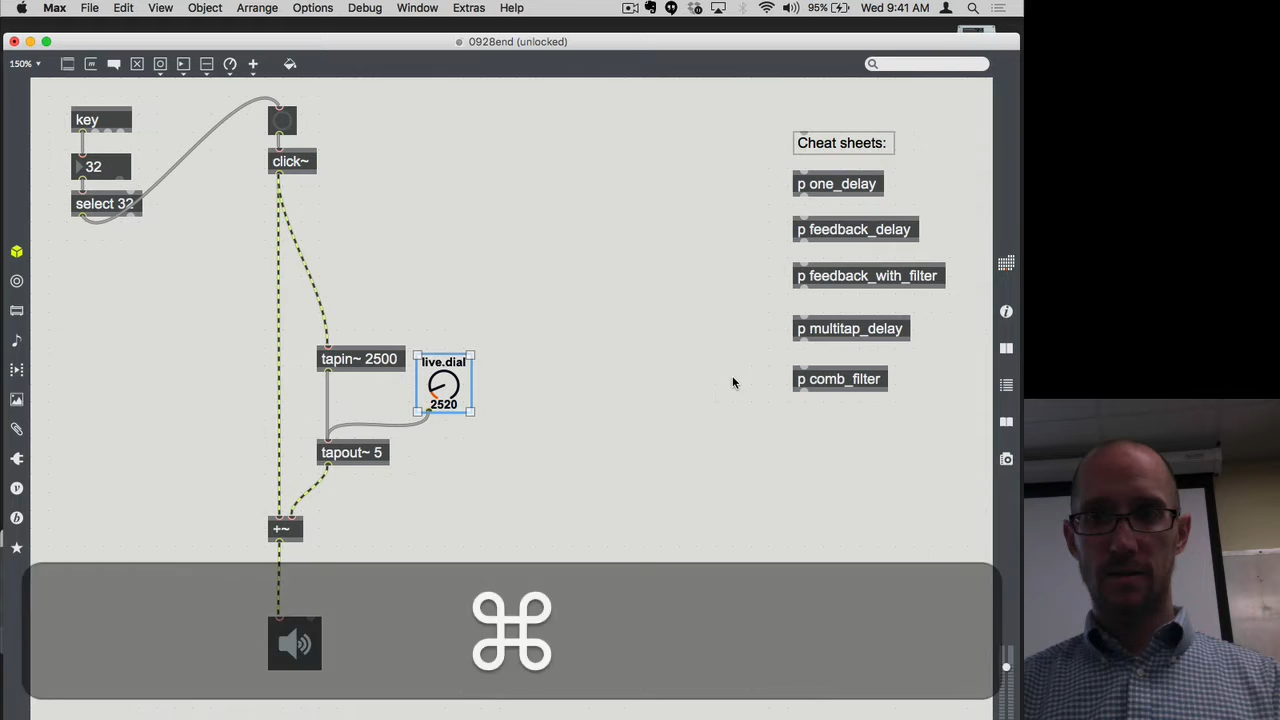 Max File Edit View Object Arrange Options Debug Window Extras Help 95% Wed 9:41 AM
0928end (unlocked)
150%
key
32
select 32
click~
tapin~ 2500
live.dial
2520
tapout~ 5
+~
Cheat sheets:
p one_delay
p feedback_delay
p feedback_with_filter
p multitap_delay
p comb_filter
⌘